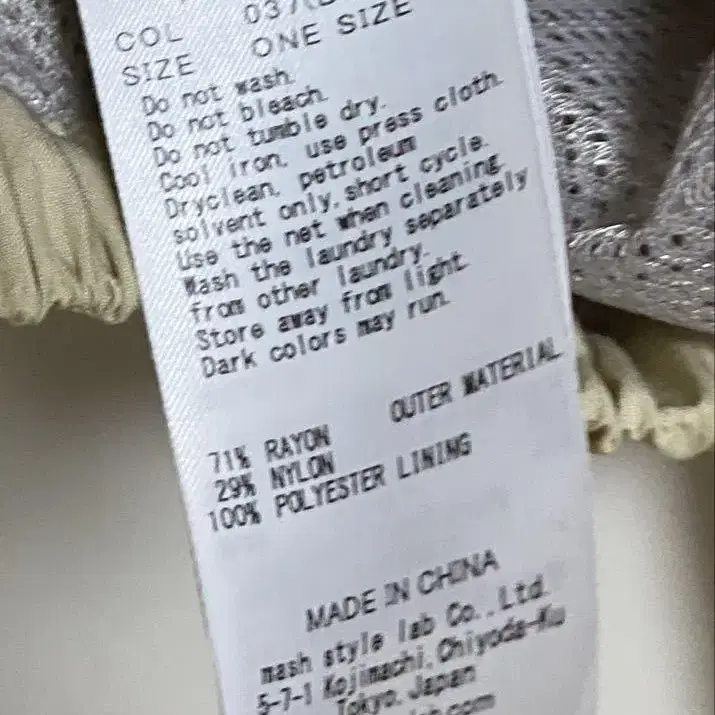 COL 037
SIZE ONE SIZE
Do not wash.
Do not bleach.
Do not tumble dry.
Cool iron. use press cloth.
Dryclean. petroleum
solvent only. short cycle.
Use the net when cleaning.
Wash the laundry separately
from other laundry.
Store away from light.
Dark colors may run.
OUTER MATERIAL
71% RAYON
29% NYLON
100% POLYESTER LINING
MADE IN CHINA
mash style lab Co.,Ltd.
5-7-1 Kojimachi, Chiyoda-Ku
Tokyo, Japan